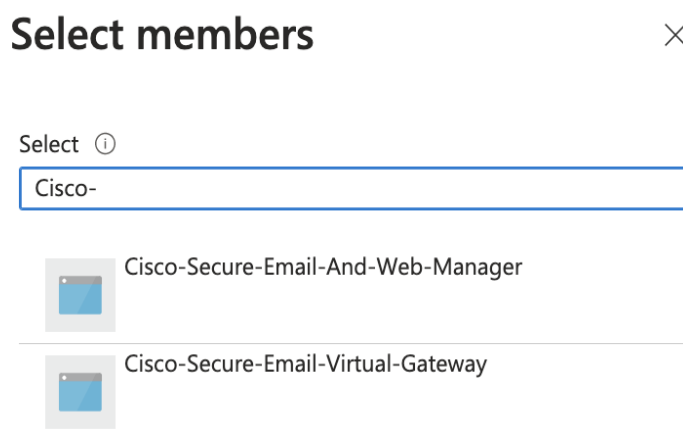 Select members
Select
Cisco-
Cisco-Secure-Email-And-Web-Manager
Cisco-Secure-Email-Virtual-Gateway